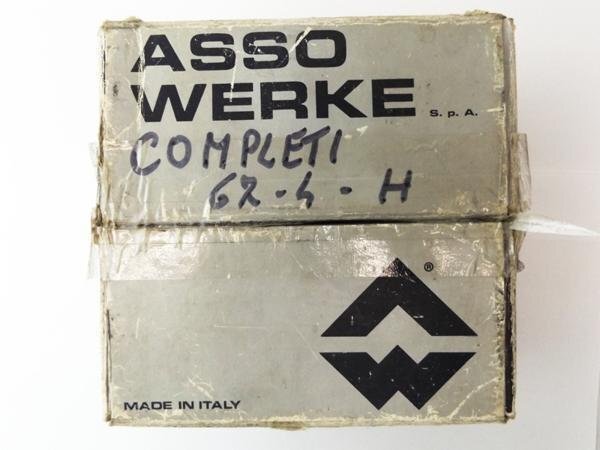 ASSO
WERKE S. p. A.
COMPLETI
62-4-H
®
MADE IN ITALY